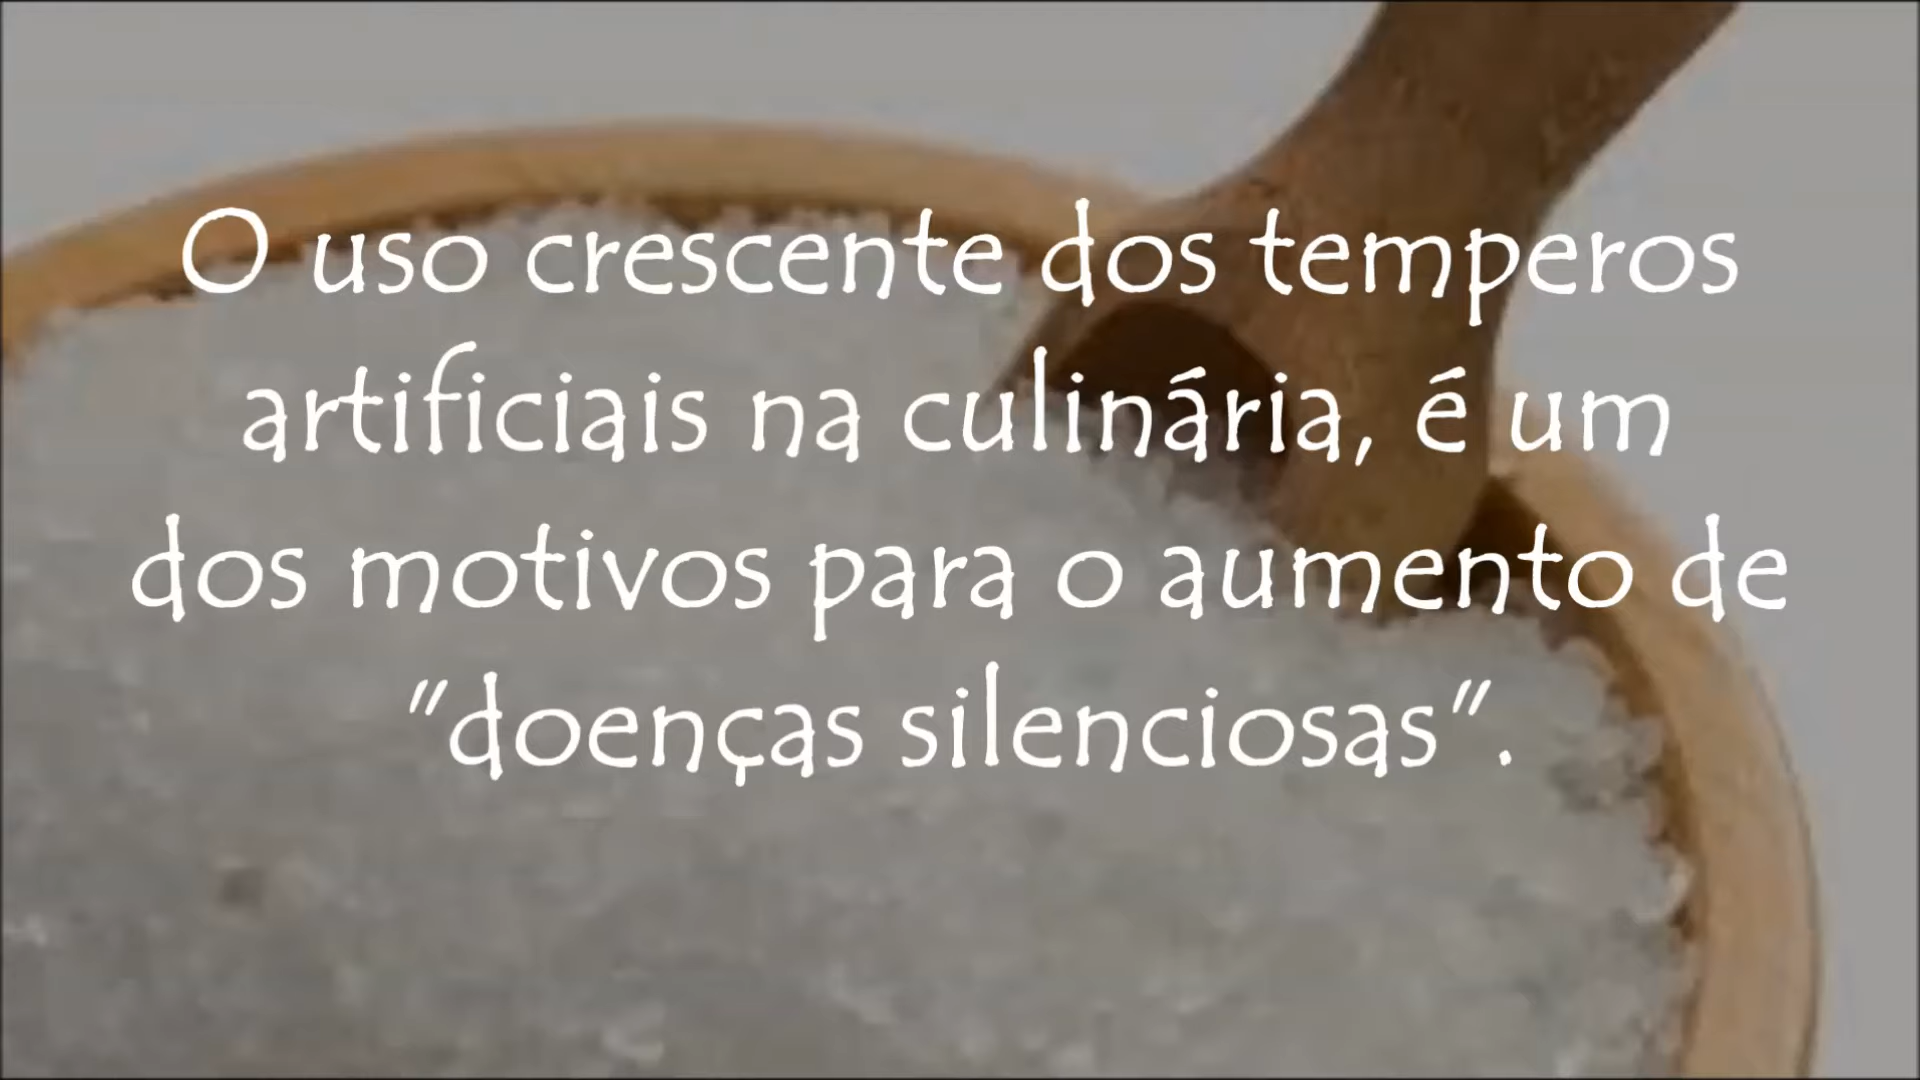 O uso crescente dos temperos
artificiais na culinária, é um
dos motivos para o aumento de
"doenças silenciosas".